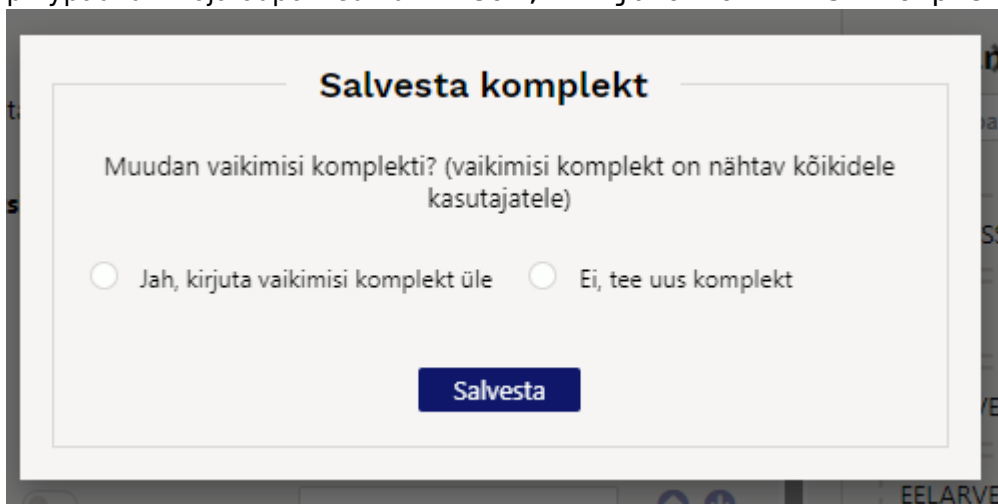 Salvesta komplekt
Muudan vaikimisi komplekti? (vaikimisi komplekt on nähtav kõikidele
kasutajatele)
Jah, kirjuta vaikimisi komplekt üle
Ei, tee uus komplekt
Salvesta